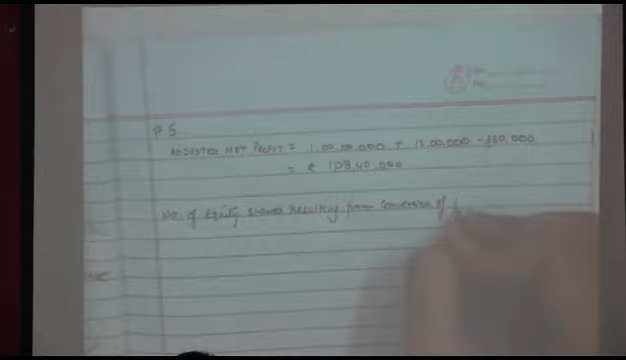 # 5
ADJUSTED NET PROFIT = 1,00,00,000 + 12,00,000 - 360,000
= ₹ 108,40,000
No. of Equity shares Resulting from Conversion of